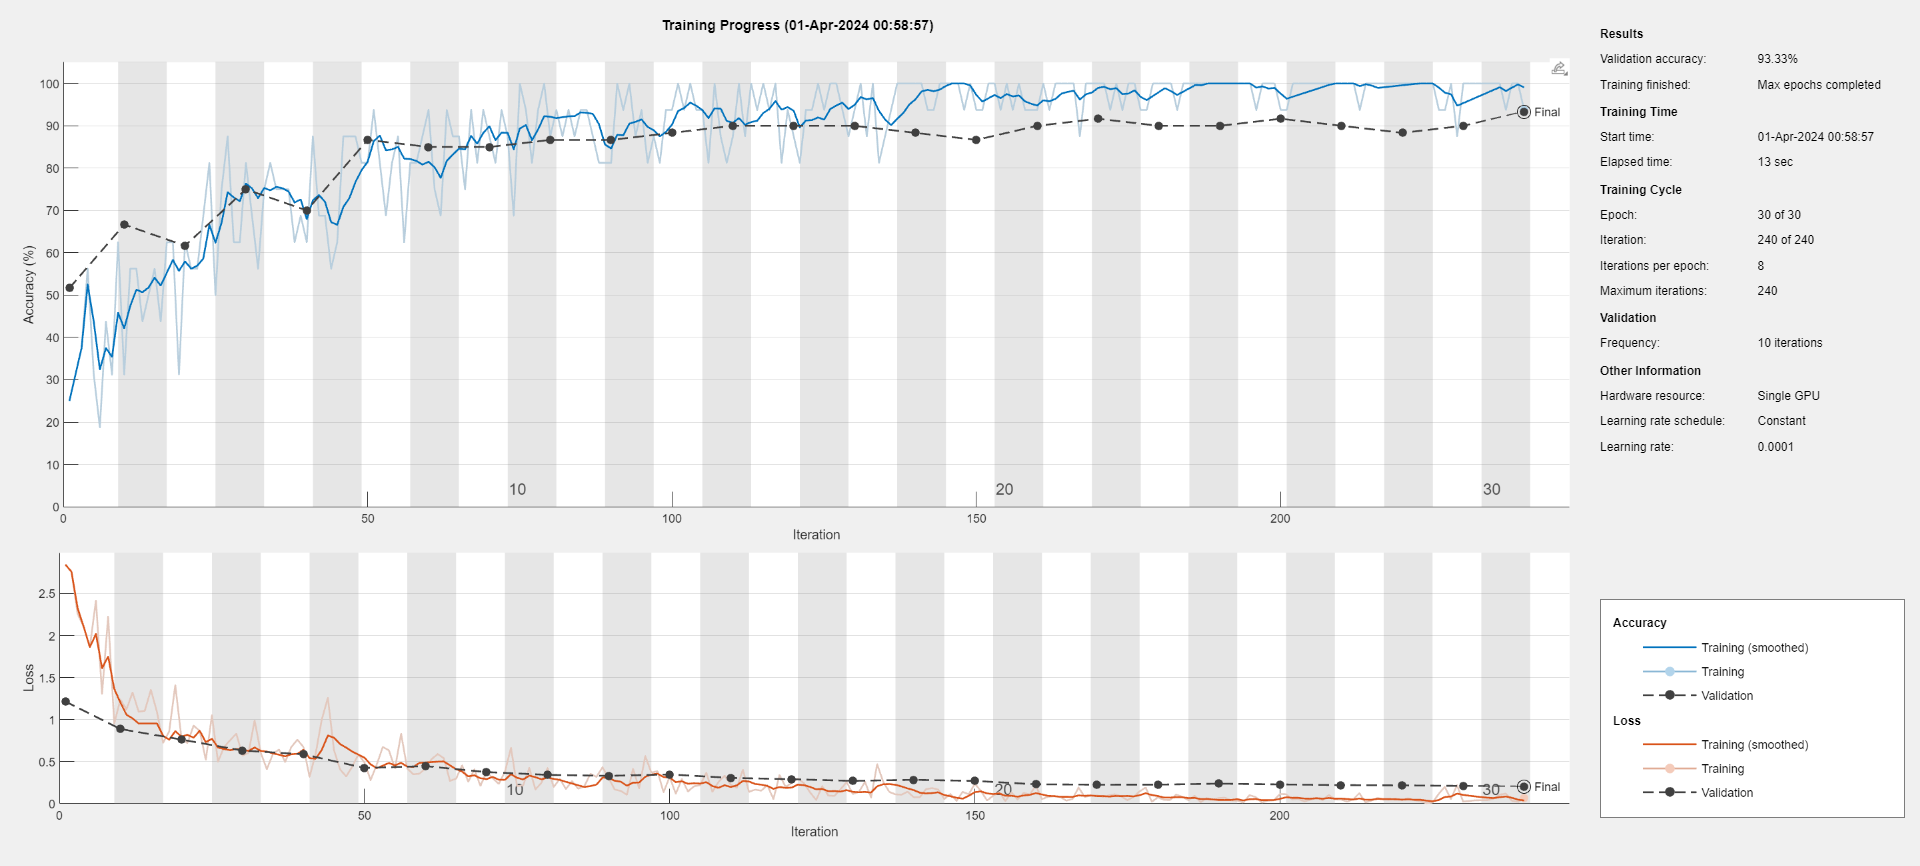 Training Progress (01-Apr-2024 00:58:57)
Accuracy (%)
100
90
80
70
60
50
40
30
20
10
0
10
20
30
Final
0
50
100
150
200
Iteration
Loss
2.5
2
1.5
1
0.5
0
10
20
30
Final
0
50
100
150
200
Iteration
Results
Validation accuracy: 93.33%
Training finished: Max epochs completed
Training Time
Start time: 01-Apr-2024 00:58:57
Elapsed time: 13 sec
Training Cycle
Epoch: 30 of 30
Iteration: 240 of 240
Iterations per epoch: 8
Maximum iterations: 240
Validation
Frequency: 10 iterations
Other Information
Hardware resource: Single GPU
Learning rate schedule: Constant
Learning rate: 0.0001
Accuracy
Training (smoothed)
Training
Validation
Loss
Training (smoothed)
Training
Validation